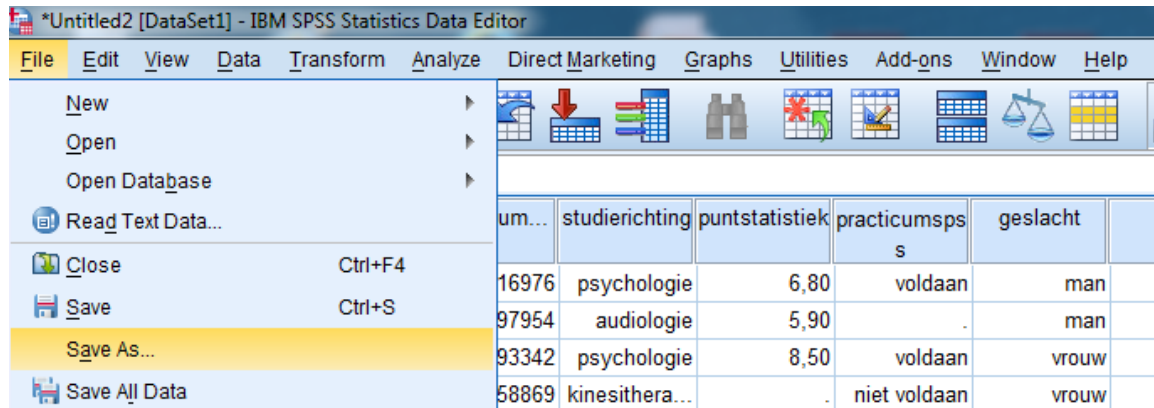 *Untitled2 [DataSet1] - IBM SPSS Statistics Data Editor
File Edit View Data Transform Analyze Direct Marketing Graphs Utilities Add-ons Window Help
New
Open
Open Database
Read Text Data...
Close Ctrl+F4
Save Ctrl+S
Save As...
Save All Data
um... studierichting puntstatistiek practicumsps
s geslacht
16976 psychologie 6,80 voldaan man
97954 audiologie 5,90 . man
93342 psychologie 8,50 voldaan vrouw
58869 kinesithera... . niet voldaan vrouw